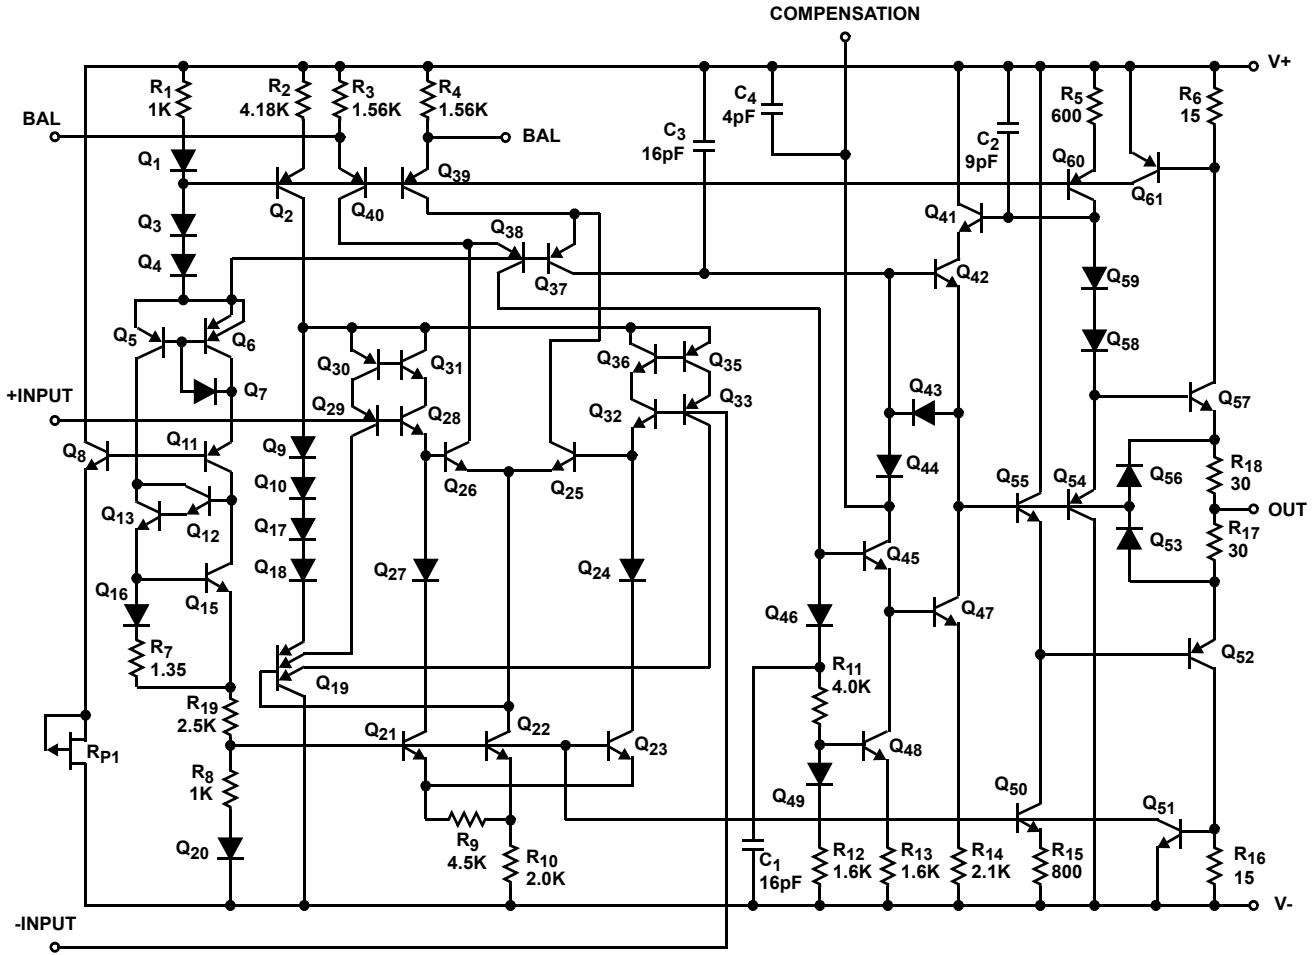 COMPENSATION
V+
R1
1K
R2
4.18K
R3
1.56K
R4
1.56K
C4
4pF
C3
16pF
C2
9pF
R5
600
R6
15
BAL
BAL
Q1
Q2
Q40
Q39
Q60
Q61
Q3
Q4
Q38
Q37
Q41
Q42
Q59
Q58
Q5
Q6
Q7
Q30
Q31
Q36
Q35
+INPUT
Q29
Q28
Q32
Q33
Q43
Q57
Q8
Q11
Q9
Q10
Q17
Q18
Q26
Q25
Q44
Q55
Q54
Q56
R18
30
OUT
Q13
Q12
Q53
R17
30
Q16
Q15
Q27
Q24
Q45
Q46
Q47
R7
1.35
Q19
R11
4.0K
Q52
RP1
R19
2.5K
Q21
Q22
Q23
Q48
R8
1K
Q49
Q50
Q51
Q20
R9
4.5K
R10
2.0K
C1
16pF
R12
1.6K
R13
1.6K
R14
2.1K
R15
800
R16
15
V-
-INPUT